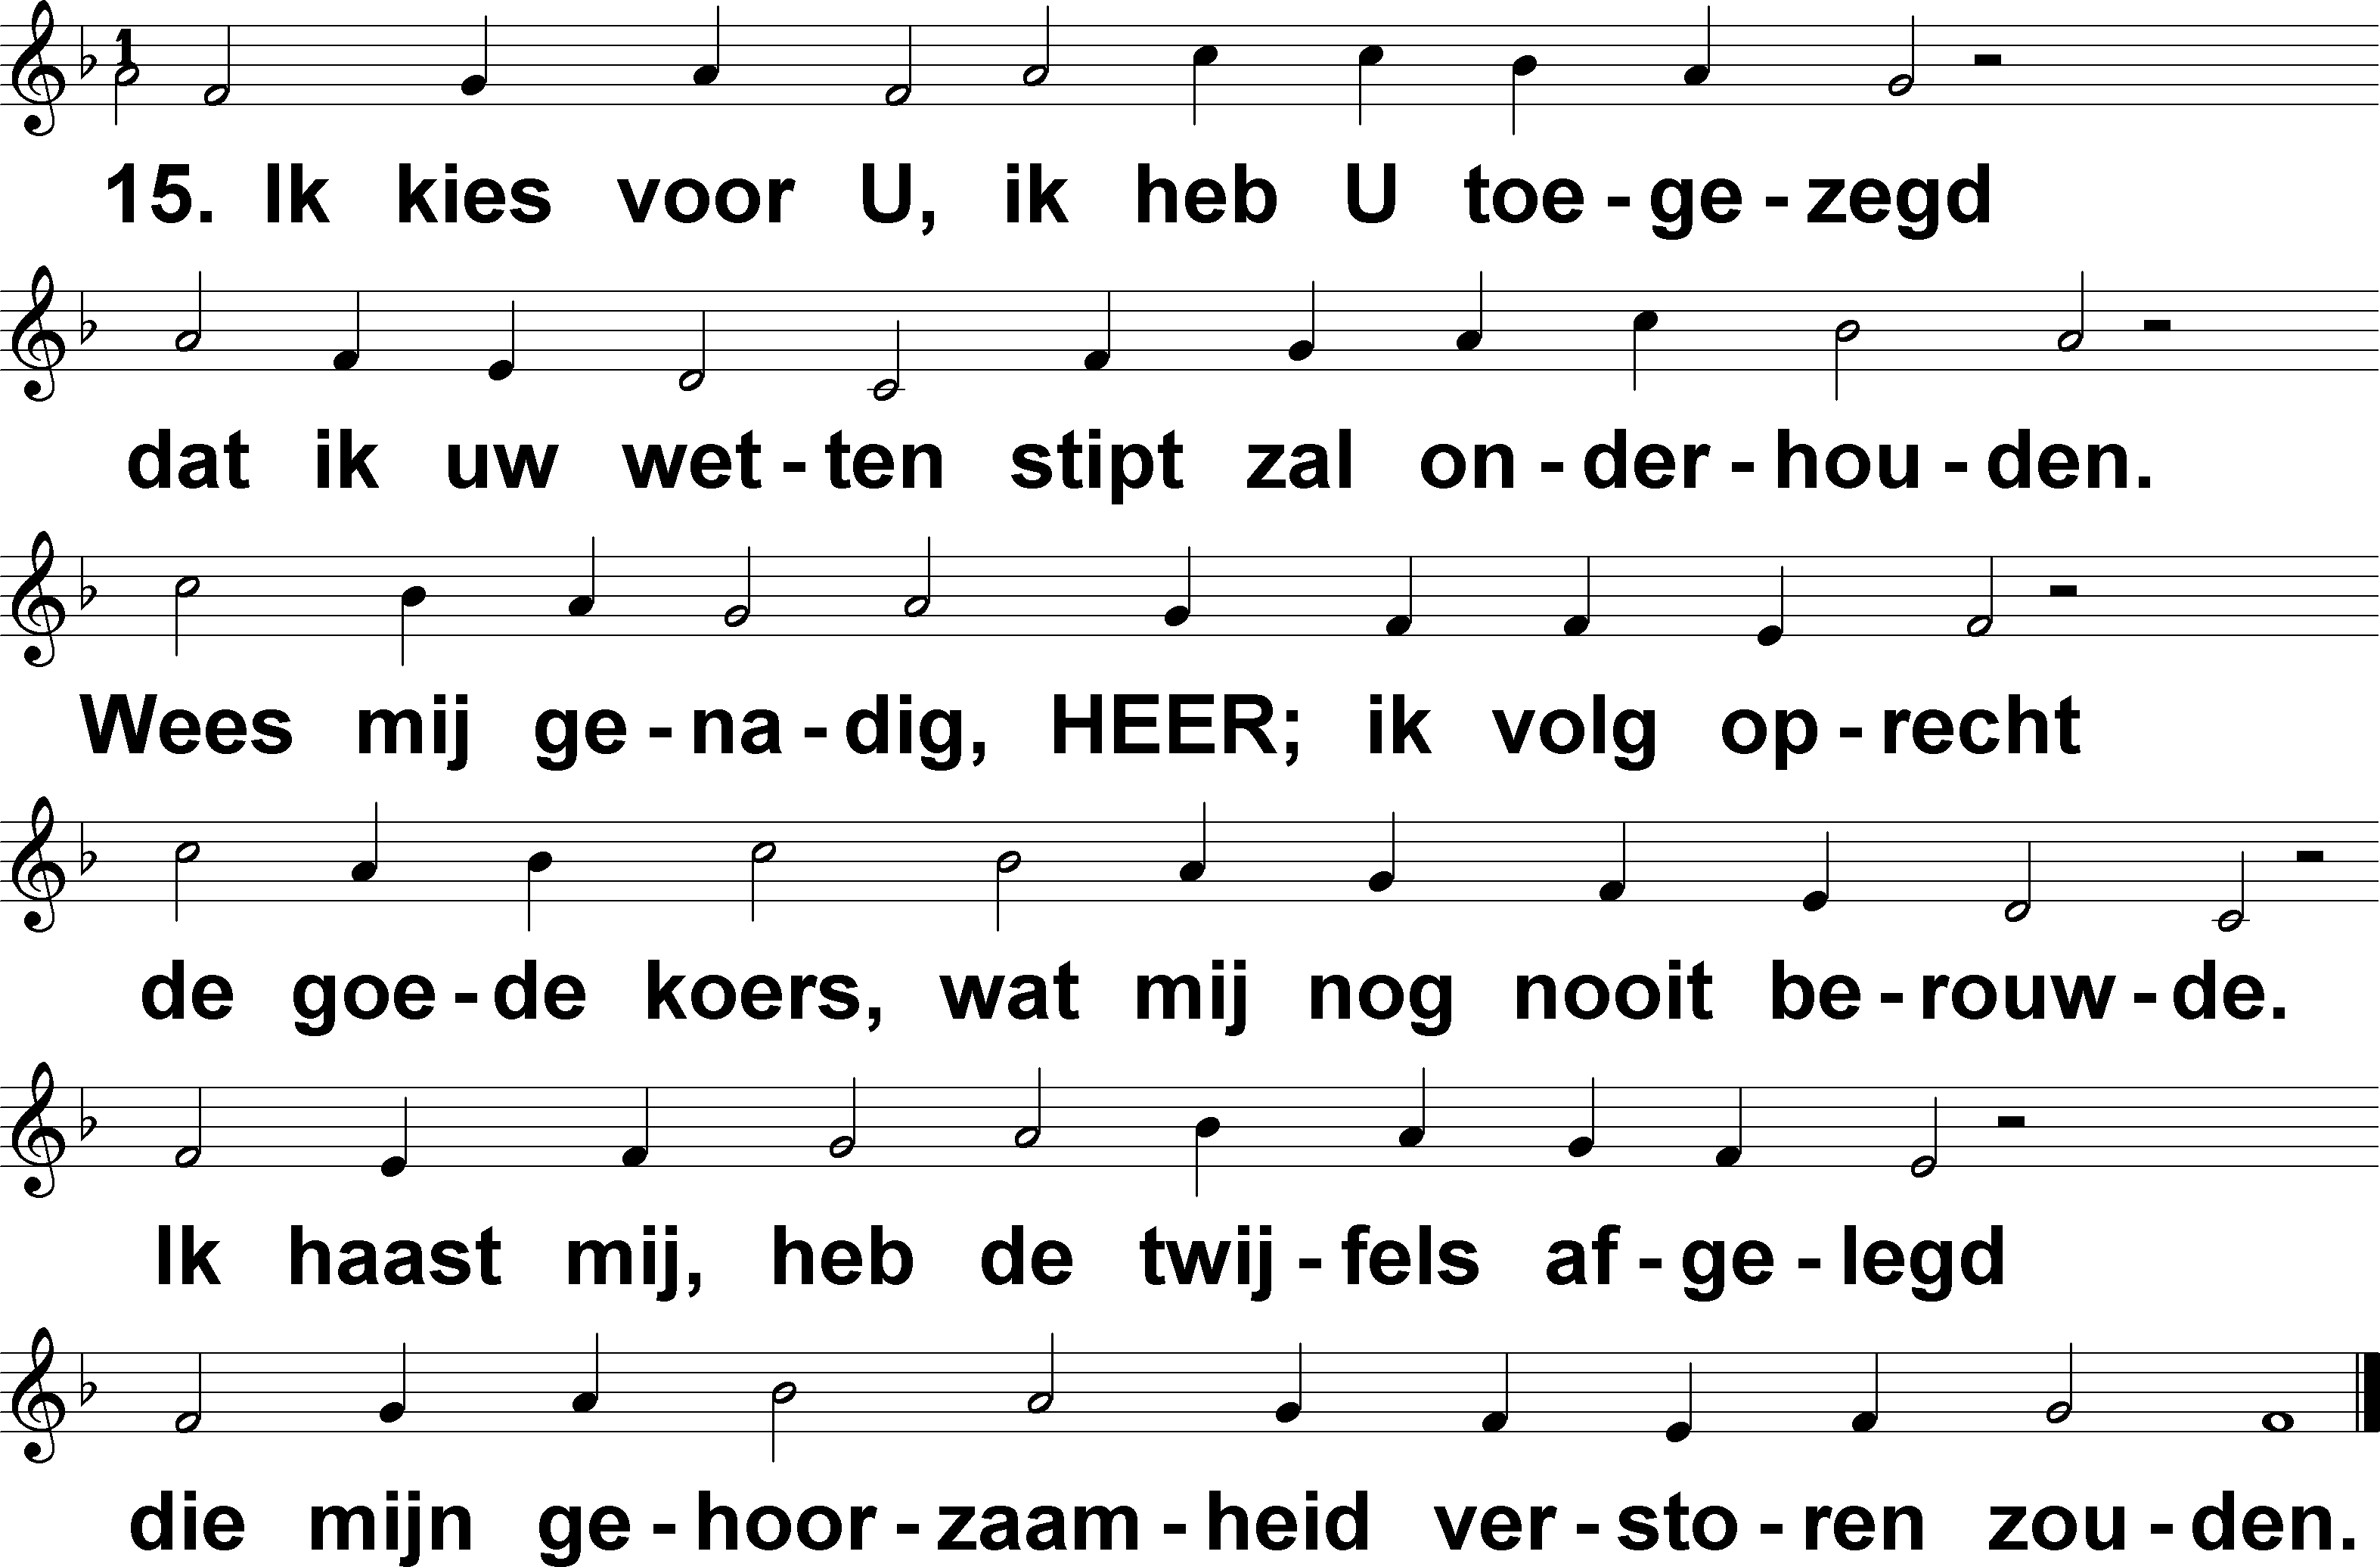 1
15. Ik kies voor U, ik heb U toe - ge - zegd
dat ik uw wet - ten stipt zal on - der - hou - den.
Wees mij ge - na - dig, HEER; ik volg op - recht
de goe - de koers, wat mij nog nooit be - rouw - de.
Ik haast mij, heb de twij - fels af - ge - legd
die mijn ge - hoor - zaam - heid ver - sto - ren zou - den.